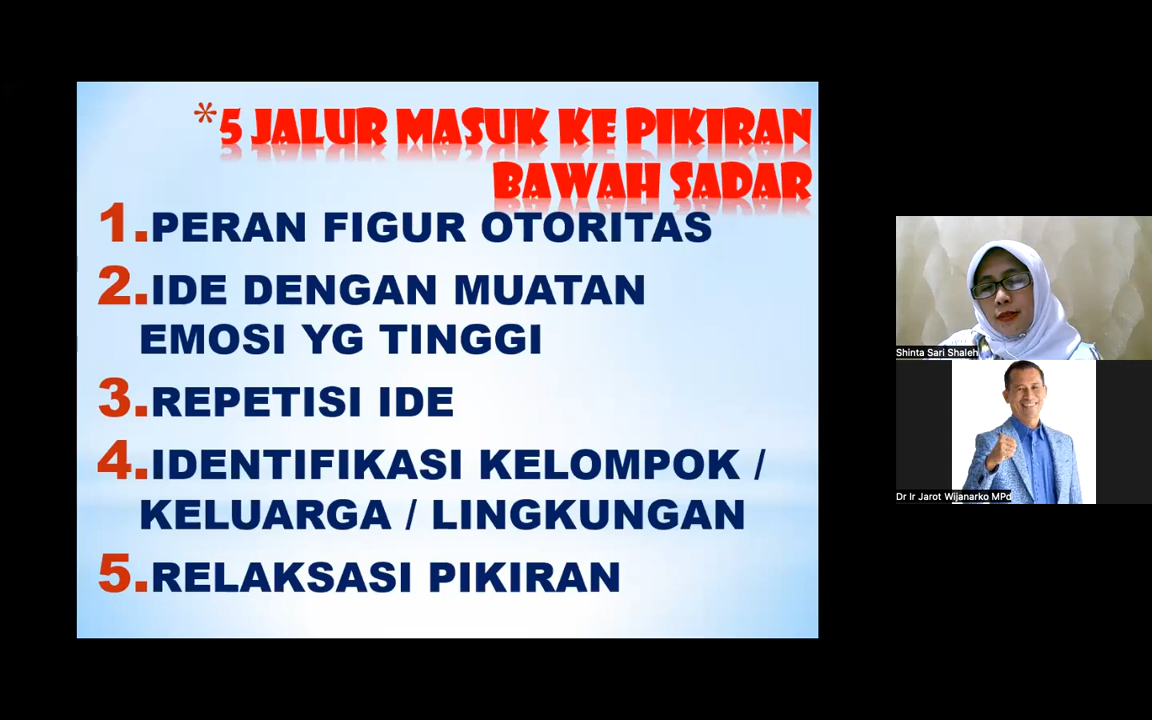 *5 JALUR MASUK KE PIKIRAN
BAWAH SADAR
1.PERAN FIGUR OTORITAS
2.IDE DENGAN MUATAN
EMOSI YG TINGGI
3.REPETISI IDE
4.IDENTIFIKASI KELOMPOK /
KELUARGA / LINGKUNGAN
5.RELAKSASI PIKIRAN
Shinta Sari Shaleh
Dr Ir Jarot Wijanarko MPd